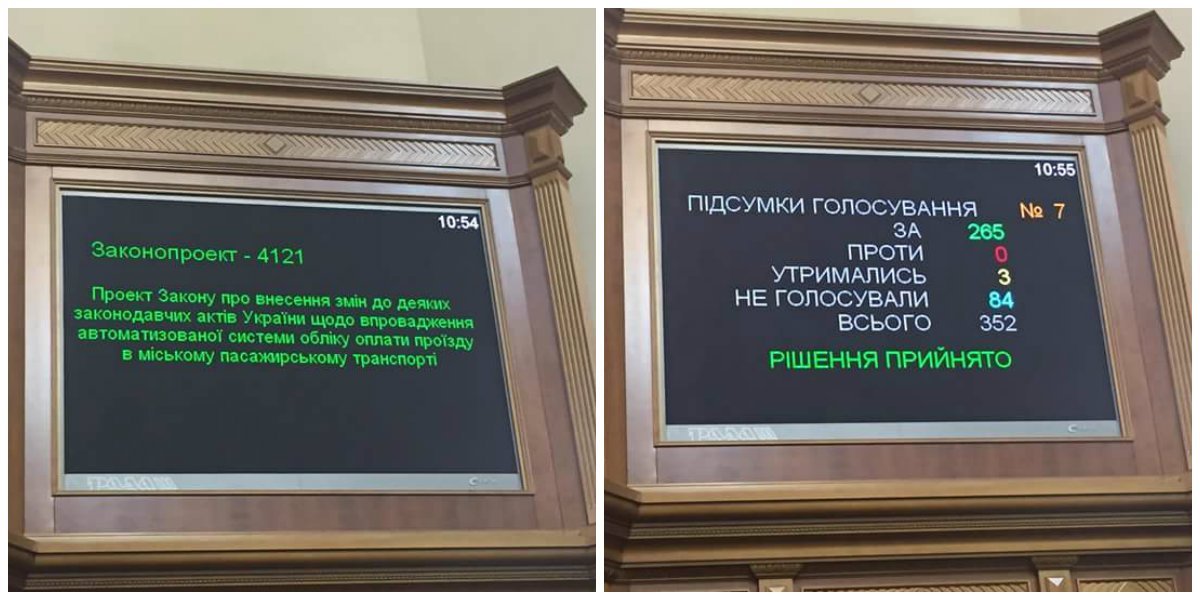 10:54
Законопроект - 4121
Проект Закону про внесення змін до деяких
законодавчих актів України щодо впровадження
автоматизованої системи обліку оплати проїзду
в міському пасажирському транспорті
10:55
ПІДСУМКИ ГОЛОСУВАННЯ № 7
ЗА 265
ПРОТИ 0
УТРИМАЛИСЬ 3
НЕ ГОЛОСУВАЛИ 84
ВСЬОГО 352
РІШЕННЯ ПРИЙНЯТО